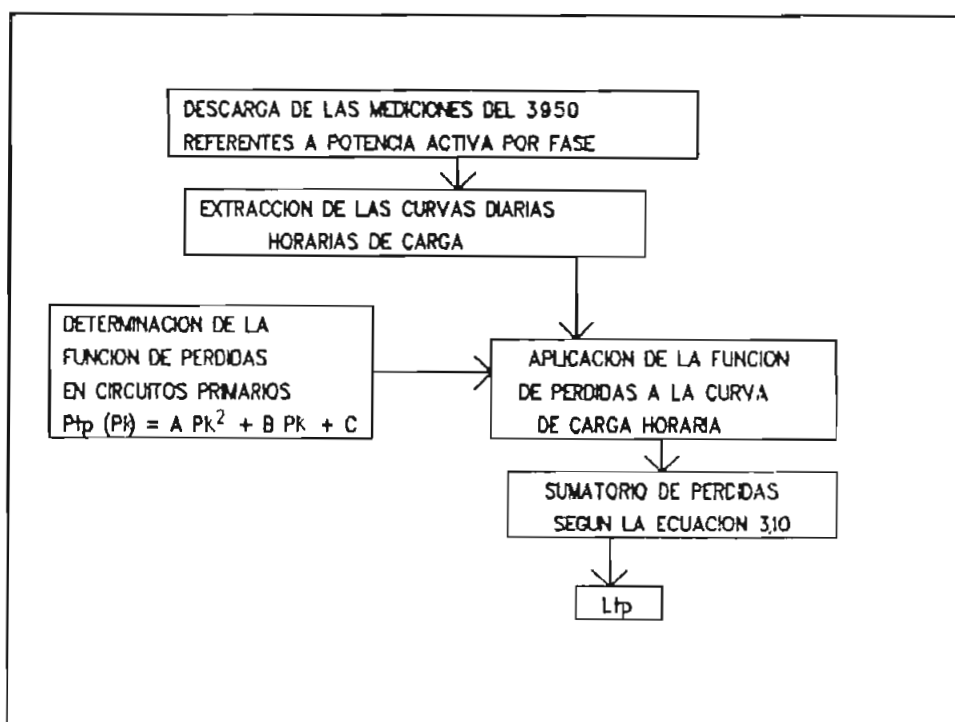 DESCARGA DE LAS MEDICIONES DEL 3950
REFERENTES A POTENCIA ACTIVA POR FASE
EXTRACCION DE LAS CURVAS DIARIAS
HORARIAS DE CARGA
DETERMINACION DE LA
FUNCION DE PERDIDAS
EN CIRCUITOS PRIMARIOS
Ptp (Pk) = A Pk² + B Pk + C
APLICACION DE LA FUNCION
DE PERDIDAS A LA CURVA
DE CARGA HORARIA
SUMATORIO DE PERDIDAS
SEGUN LA ECUACION 3,10
Ltp